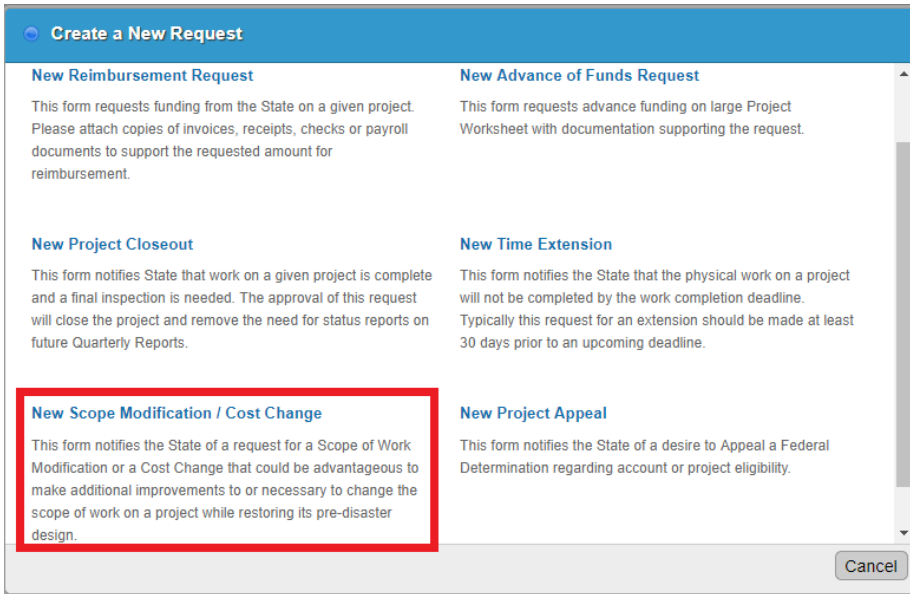 Create a New Request
New Reimbursement Request
This form requests funding from the State on a given project.
Please attach copies of invoices, receipts, checks or payroll
documents to support the requested amount for
reimbursement.
New Advance of Funds Request
This form requests advance funding on large Project
Worksheet with documentation supporting the request.
New Project Closeout
This form notifies State that work on a given project is complete
and a final inspection is needed. The approval of this request
will close the project and remove the need for status reports on
future Quarterly Reports.
New Time Extension
This form notifies the State that the physical work on a project
will not be completed by the work completion deadline.
Typically this request for an extension should be made at least
30 days prior to an upcoming deadline.
New Scope Modification / Cost Change
This form notifies the State of a request for a Scope of Work
Modification or a Cost Change that could be advantageous to
make additional improvements to or necessary to change the
scope of work on a project while restoring its pre-disaster
design.
New Project Appeal
This form notifies the State of a desire to Appeal a Federal
Determination regarding account or project eligibility.
Cancel